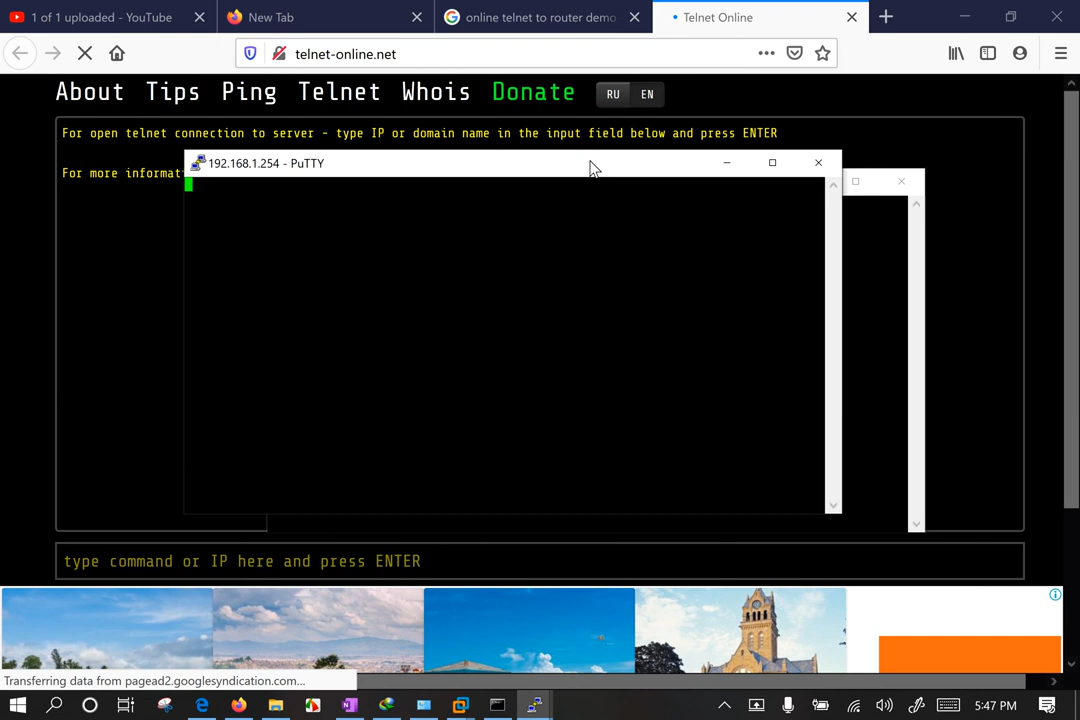 1 of 1 uploaded - YouTube
New Tab
online telnet to router demo
Telnet Online
telnet-online.net
About Tips Ping Telnet Whois Donate RU EN
For open telnet connection to server - type IP or domain name in the input field below and press ENTER
192.168.1.254 - PuTTY
For more informat
type command or IP here and press ENTER
Transferring data from pagead2.googlesyndication.com...
5:47 PM